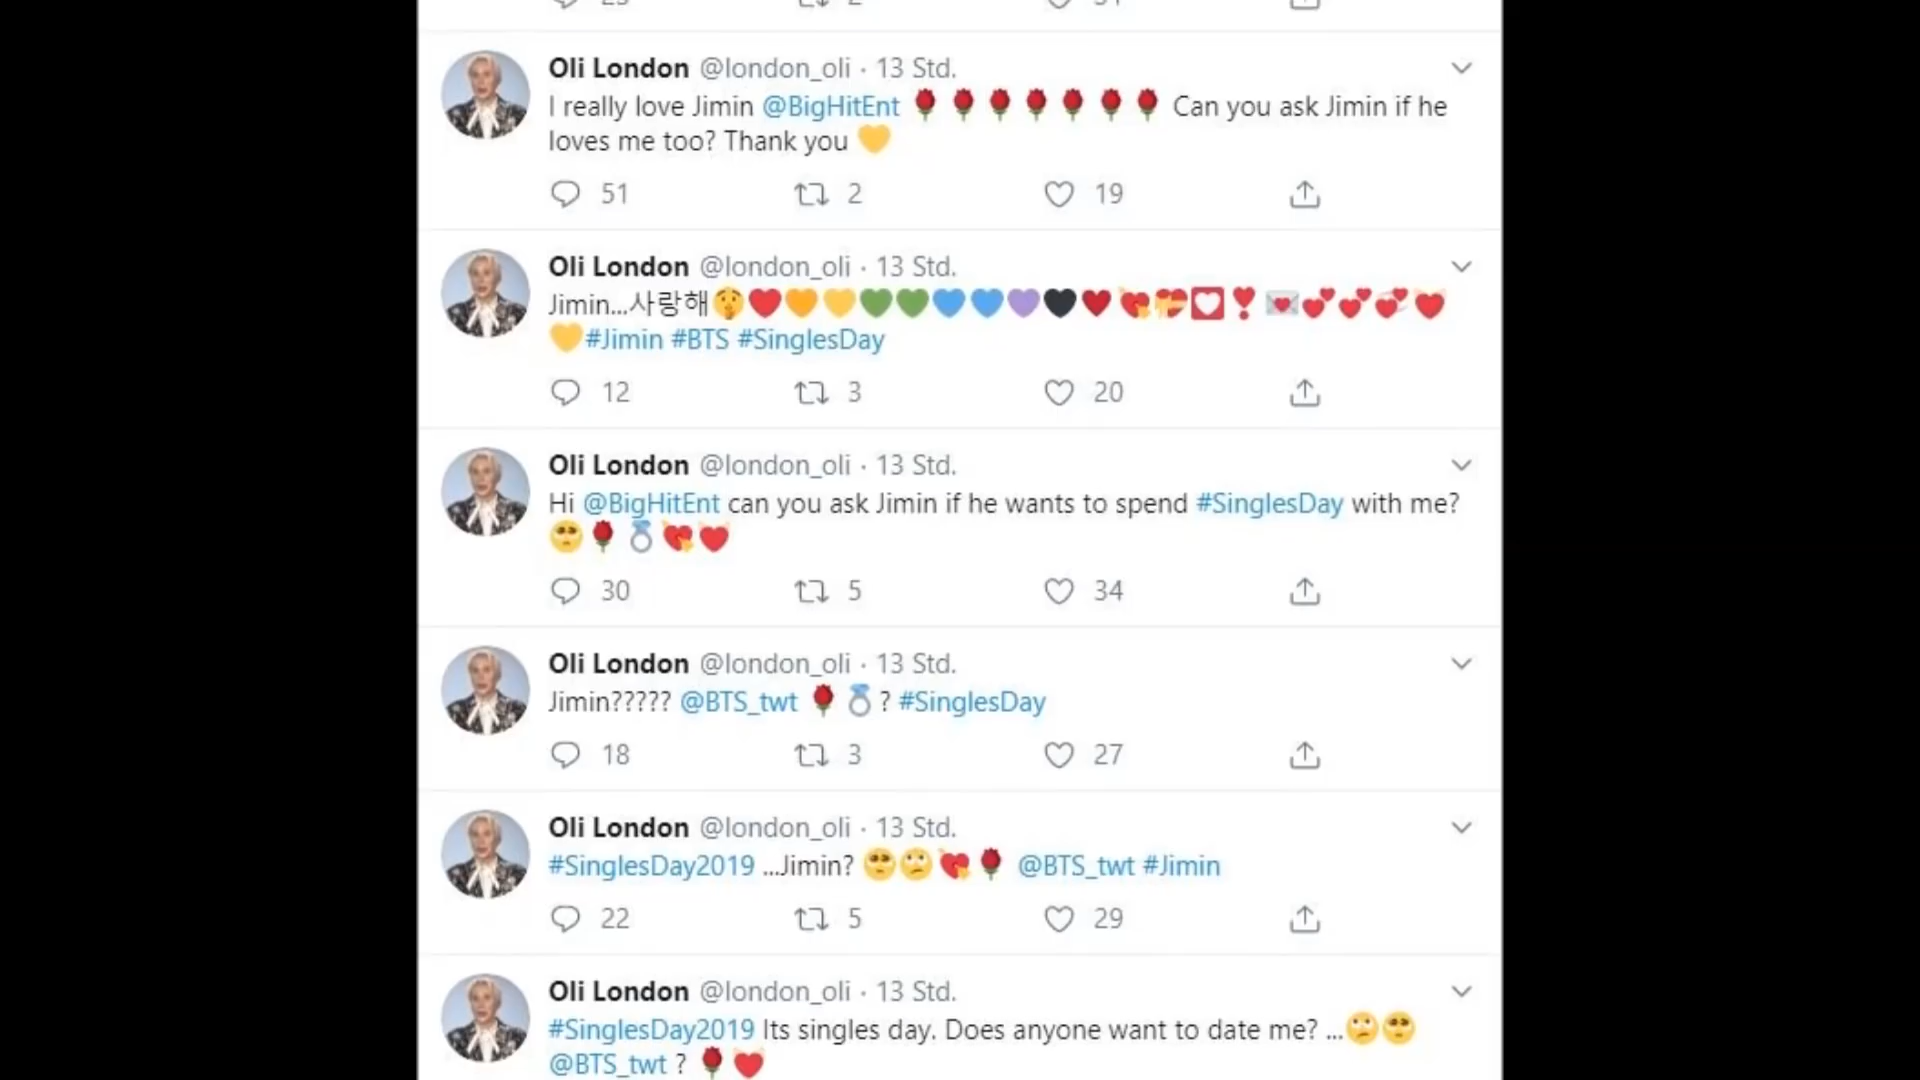 Oli London @london_oli · 13 Std.
I really love Jimin @BigHitEnt 🌹🌹🌹🌹🌹🌹🌹 Can you ask Jimin if he
loves me too? Thank you 💛
51 2 19
Oli London @london_oli · 13 Std.
Jimin...사랑해🤫❤️🧡💛💚💚💙💙💜🖤♥️💘💝💟❣️💌💕💕💞💓
💛#Jimin #BTS #SinglesDay
12 3 20
Oli London @london_oli · 13 Std.
Hi @BigHitEnt can you ask Jimin if he wants to spend #SinglesDay with me?
🥺🌹💍💘💓
30 5 34
Oli London @london_oli · 13 Std.
Jimin????? @BTS_twt 🌹💍? #SinglesDay
18 3 27
Oli London @london_oli · 13 Std.
#SinglesDay2019 ...Jimin? 🥺🙄💘🌹 @BTS_twt #Jimin
22 5 29
Oli London @london_oli · 13 Std.
#SinglesDay2019 Its singles day. Does anyone want to date me? ...🙄🥺
@BTS_twt ? 🌹💓